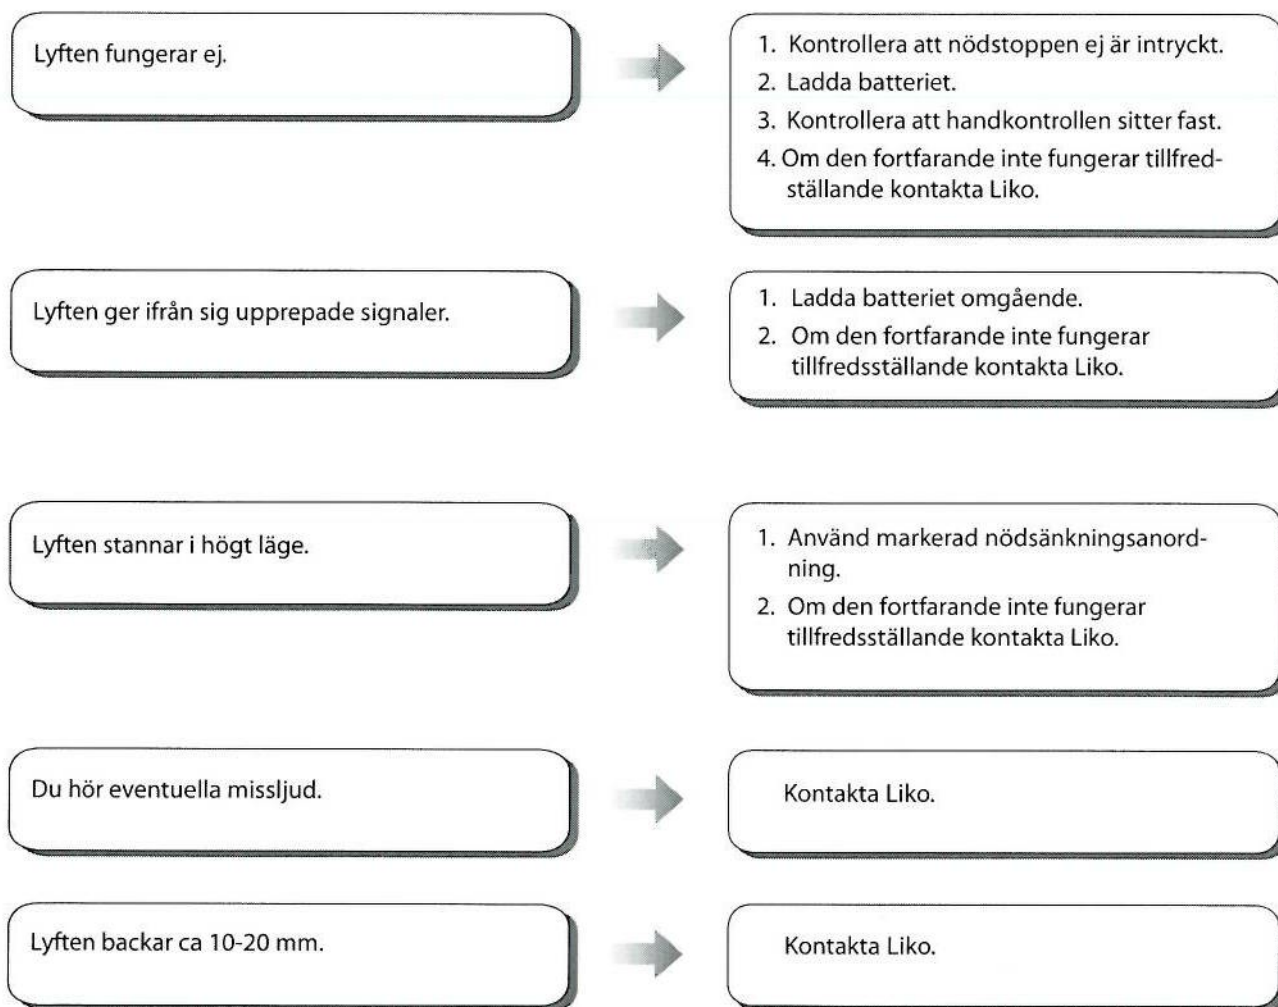 Lyften fungerar ej.
1. Kontrollera att nödstoppen ej är intryckt.
2. Ladda batteriet.
3. Kontrollera att handkontrollen sitter fast.
4. Om den fortfarande inte fungerar tillfred-
ställande kontakta Liko.
Lyften ger ifrån sig upprepade signaler.
1. Ladda batteriet omgående.
2. Om den fortfarande inte fungerar
tillfredsställande kontakta Liko.
Lyften stannar i högt läge.
1. Använd markerad nödsänkningsanord-
ning.
2. Om den fortfarande inte fungerar
tillfredsställande kontakta Liko.
Du hör eventuella missljud.
Kontakta Liko.
Lyften backar ca 10-20 mm.
Kontakta Liko.